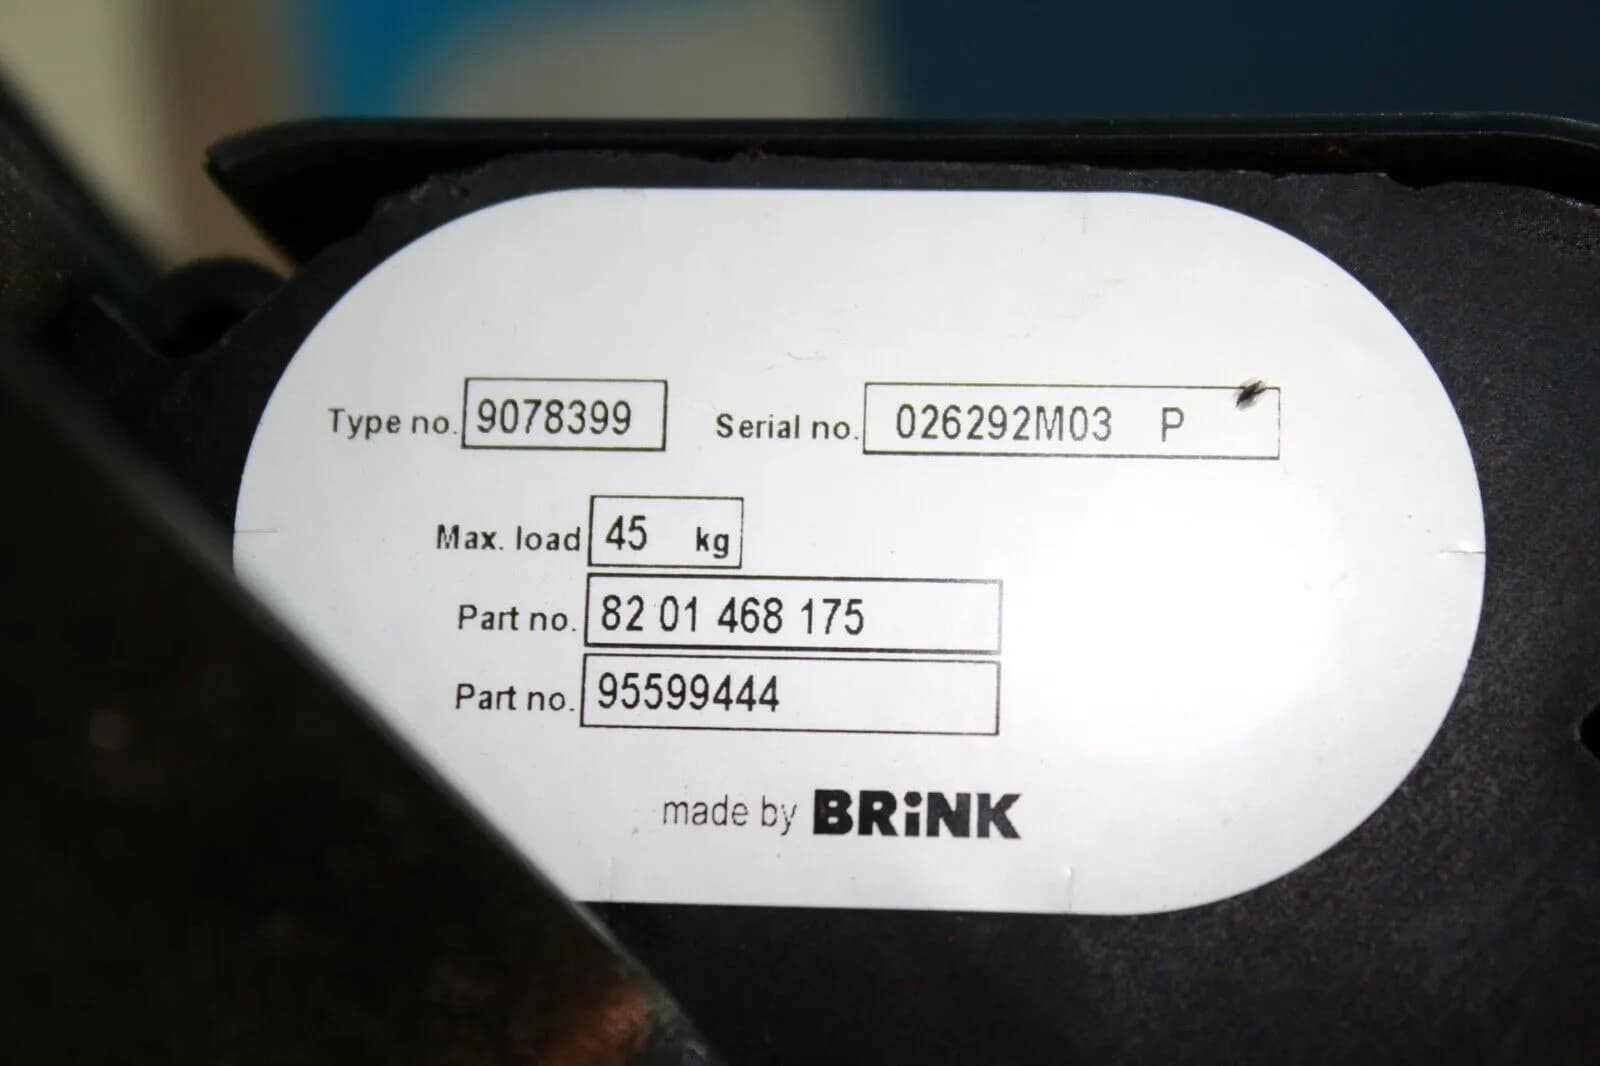 Type no. 9078399 Serial no. 026292M03 P
Max. load 45 kg
Part no. 82 01 468 175
Part no. 95599444
made by BRiNK